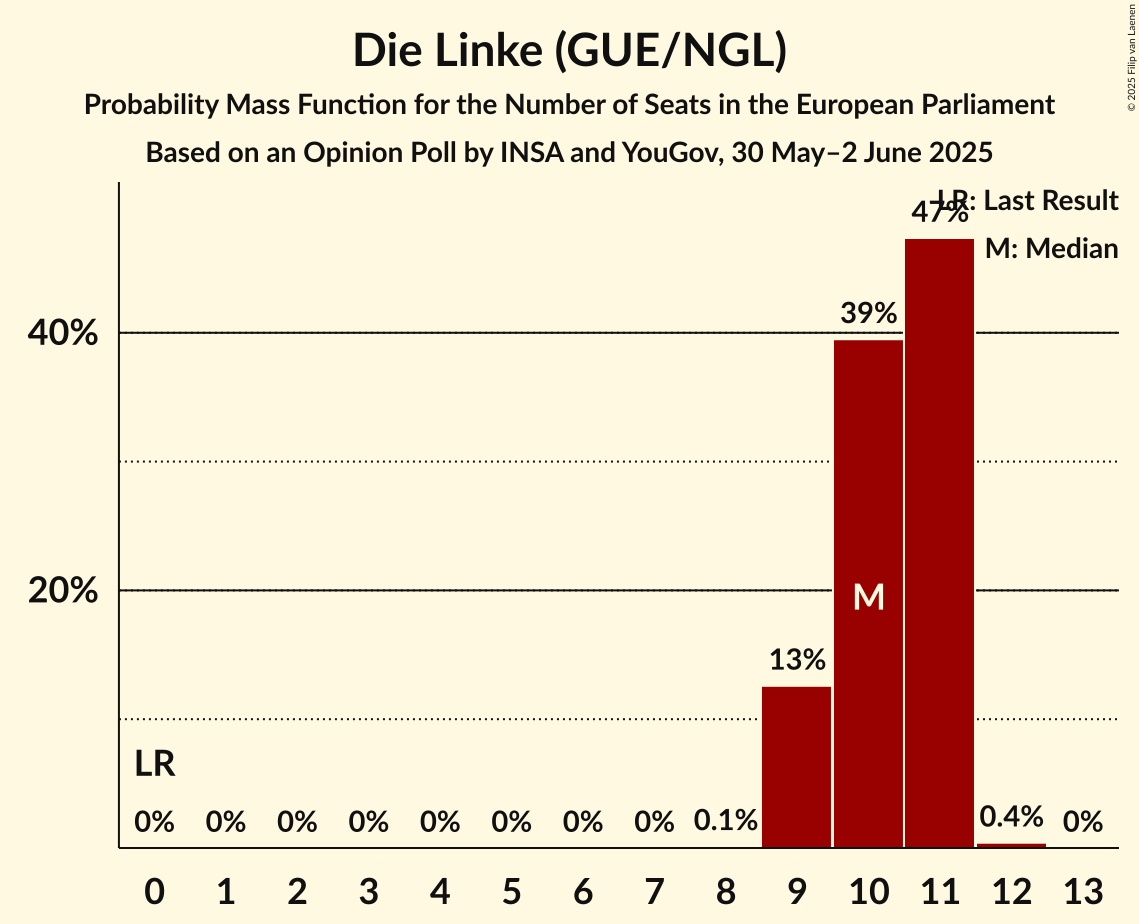 Die Linke (GUE/NGL)
Probability Mass Function for the Number of Seats in the European Parliament
Based on an Opinion Poll by INSA and YouGov, 30 May–2 June 2025
© 2025 Filip van Laenen
LR: Last Result
M: Median
47%
39%
40%
20%
M
13%
LR
0% 0% 0% 0% 0% 0% 0% 0% 0.1% 0.4% 0%
0 1 2 3 4 5 6 7 8 9 10 11 12 13